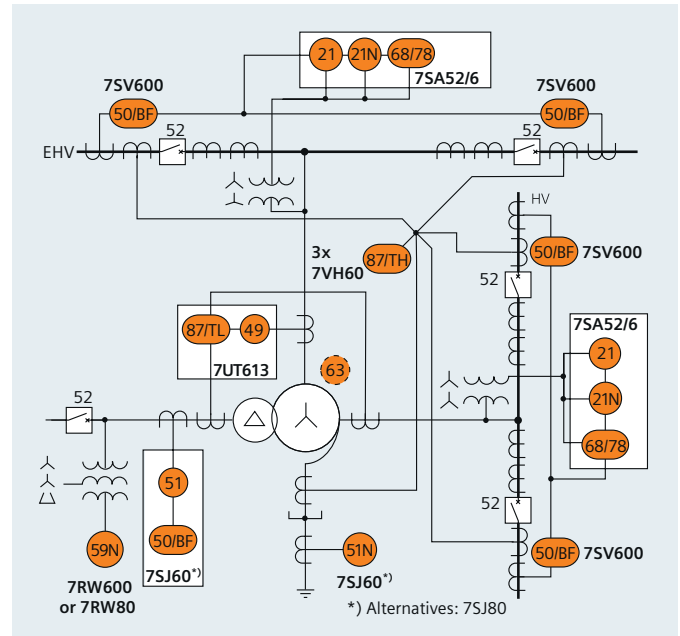 21 21N 68/78
7SA52/6
7SV600
7SV600
50/BF
50/BF
52
52
EHV
HV
3x
7VH60
87/TH
50/BF 7SV600
52
7SA52/6
21
21N
68/78
87/TL 49
7UT613
63
52
51
50/BF
7SJ60*)
59N
7RW600
or 7RW80
51N
7SJ60*)
52
50/BF 7SV600
*) Alternatives: 7SJ80